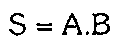 S = A.B